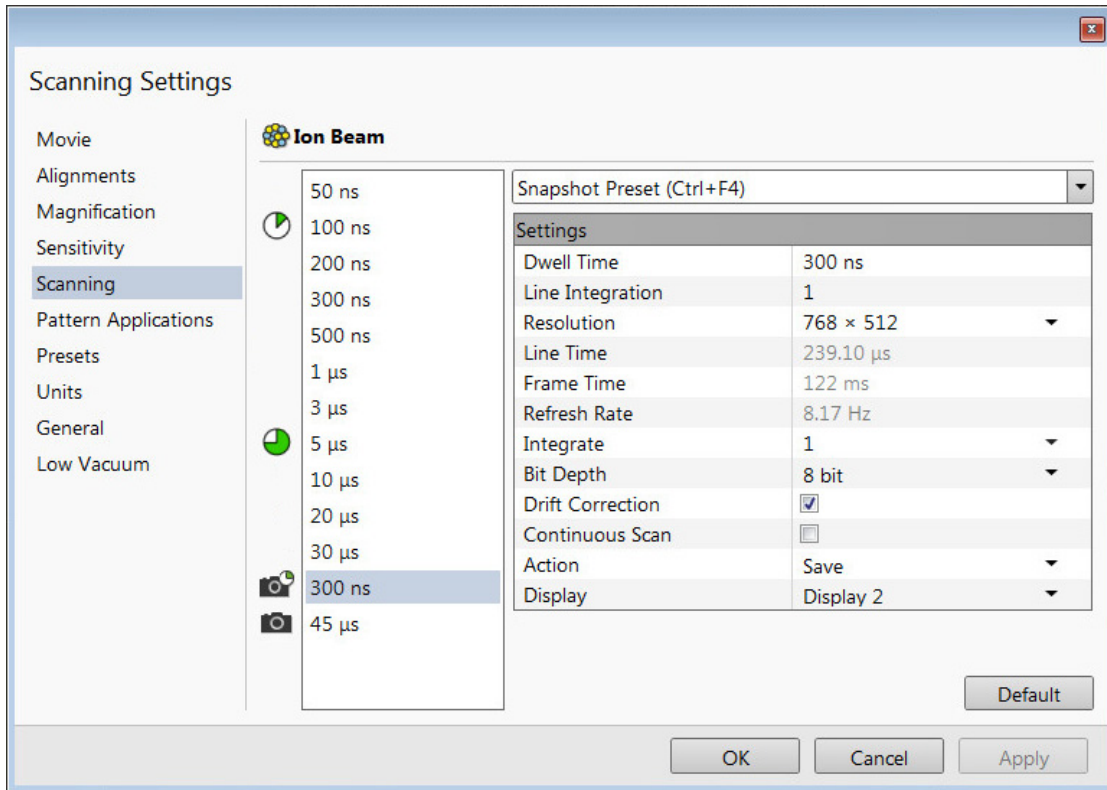 Scanning Settings
Movie
Alignments
Magnification
Sensitivity
Scanning
Pattern Applications
Presets
Units
General
Low Vacuum
Ion Beam
50 ns
100 ns
200 ns
300 ns
500 ns
1 µs
3 µs
5 µs
10 µs
20 µs
30 µs
300 ns
45 µs
Snapshot Preset (Ctrl+F4)
Settings
Dwell Time 300 ns
Line Integration 1
Resolution 768 × 512
Line Time 239.10 µs
Frame Time 122 ms
Refresh Rate 8.17 Hz
Integrate 1
Bit Depth 8 bit
Drift Correction
Continuous Scan
Action Save
Display Display 2
Default
OK Cancel Apply